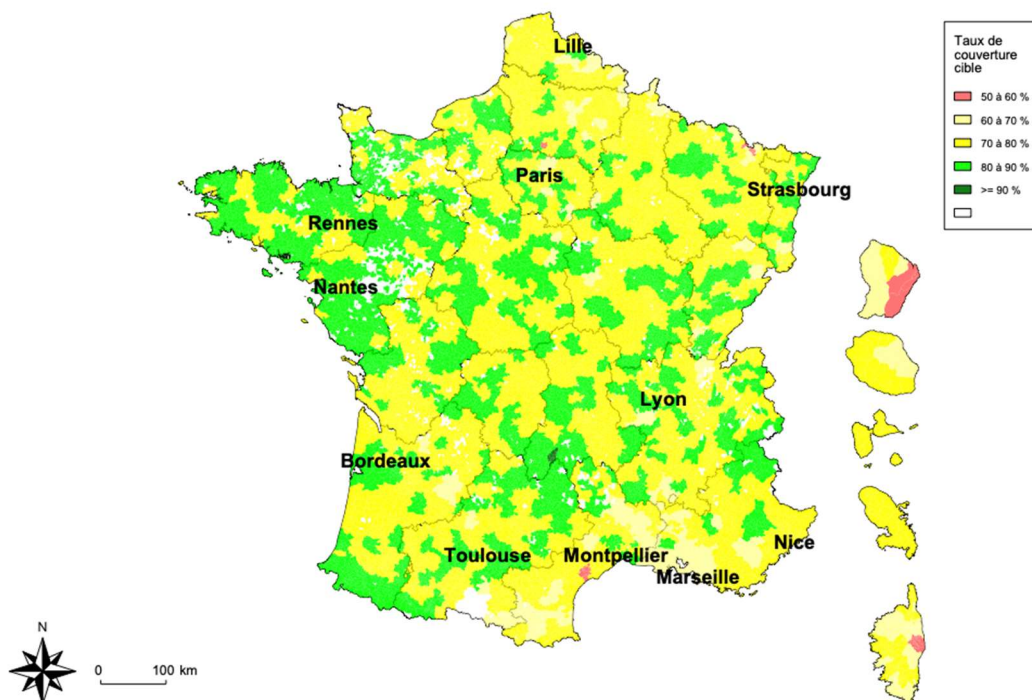 Lille
Taux de
couverture
cible
50 à 60 %
60 à 70 %
70 à 80 %
80 à 90 %
>= 90 %
Paris
Strasbourg
Rennes
Nantes
Lyon
Bordeaux
Nice
Toulouse
Montpellier
Marseille
N
0 100 km